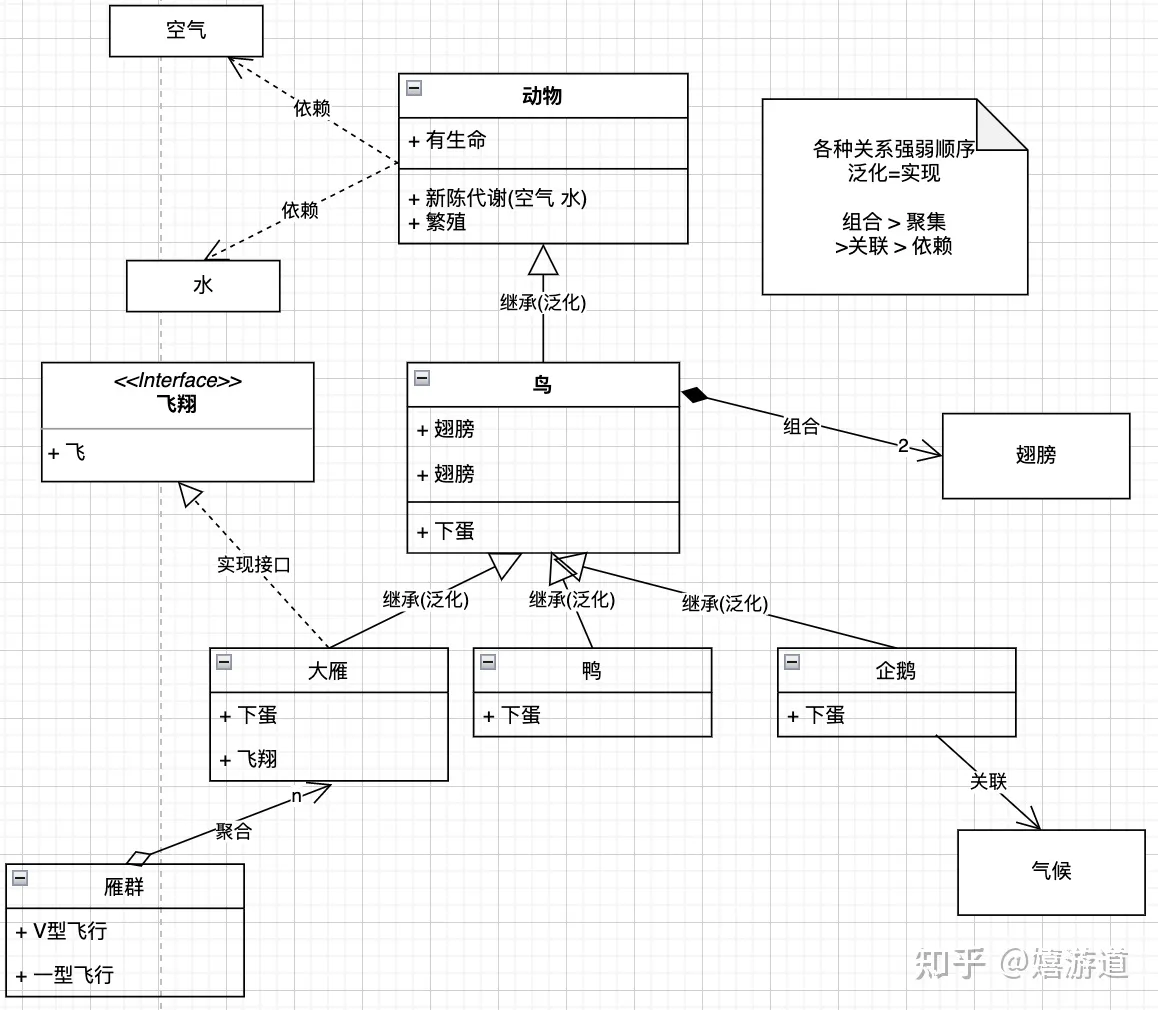 空气
依赖
动物
+ 有生命
+ 新陈代谢(空气 水)
+ 繁殖
各种关系强弱顺序
泛化=实现
组合 > 聚集
>关联 > 依赖
依赖
水
继承(泛化)
<<Interface>>
飞翔
+ 飞
鸟
+ 翅膀
+ 翅膀
+ 下蛋
组合
2
翅膀
实现接口
继承(泛化)
继承(泛化)
继承(泛化)
大雁
+ 下蛋
+ 飞翔
鸭
+ 下蛋
企鹅
+ 下蛋
关联
气候
n
聚合
雁群
+ V型飞行
+ 一型飞行
知乎 @嬉游道